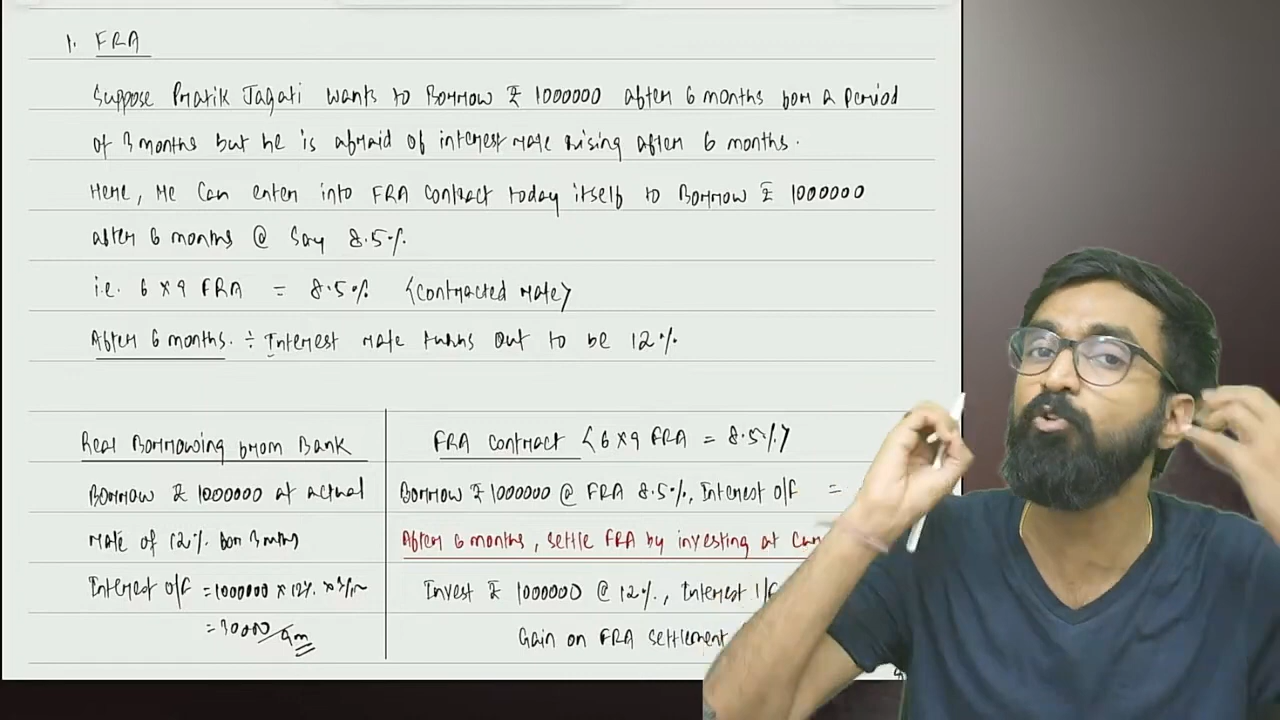 1. FRA
Suppose Pratik Jagati wants to Borrow ₹ 1000000 after 6 months for a period
of 3 months but he is afraid of interest rate rising after 6 months.
Here, He can enter into FRA contract today itself to Borrow ₹ 1000000
after 6 months @ Say 8.5%
i.e. 6 x 9 FRA = 8.5% {Contracted rate}
After 6 months ÷ Interest rate turns out to be 12%
Real Borrowing from Bank
Borrow ₹ 1000000 at actual
rate of 12% for 3 mths
Interest o/f = 1000000 x 12% x 3/12
= 30000
FRA contract {6 x 9 FRA = 8.5%}
Borrow ₹ 1000000 @ FRA 8.5%, Interest o/f =
After 6 months, settle FRA by investing at
Invest ₹ 1000000 @ 12%, Interest I/f
Gain on FRA settlement